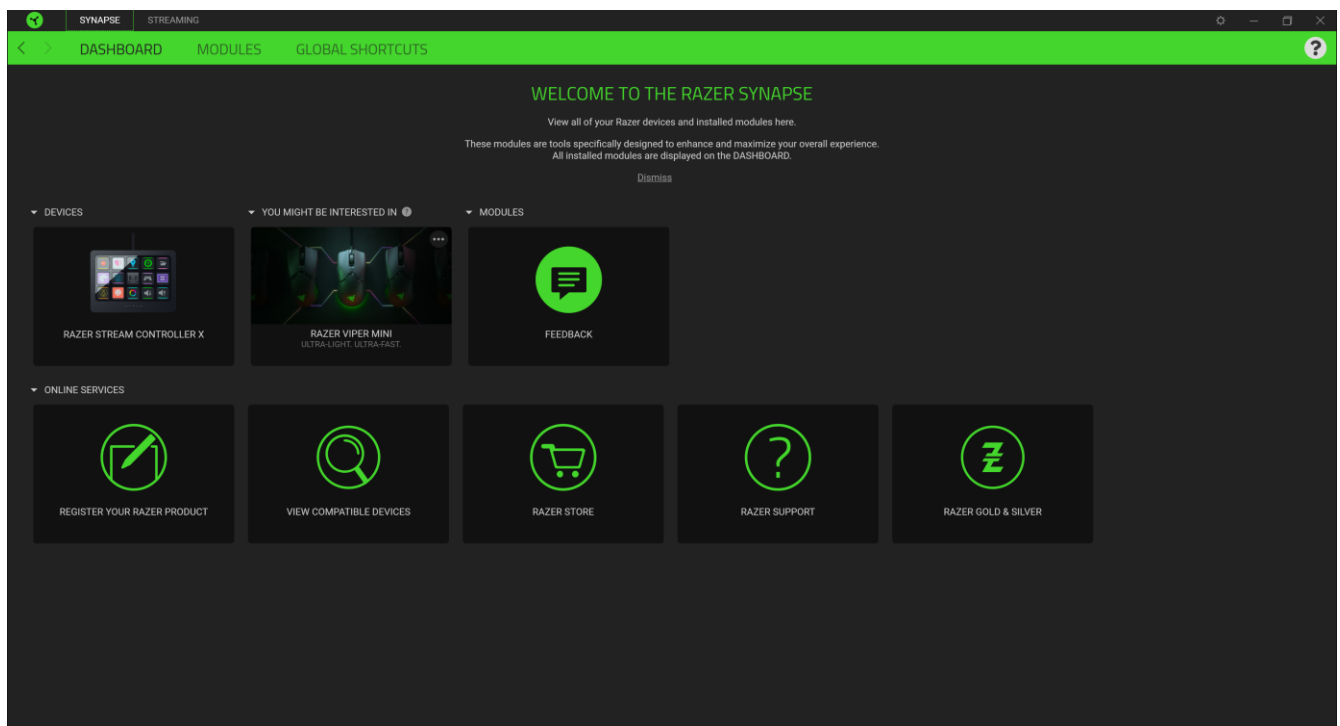 SYNAPSE
STREAMING
DASHBOARD
MODULES
GLOBAL SHORTCUTS
?
WELCOME TO THE RAZER SYNAPSE
View all of your Razer devices and installed modules here.
These modules are tools specifically designed to enhance and maximize your overall experience.
All installed modules are displayed on the DASHBOARD.
Dismiss
DEVICES
YOU MIGHT BE INTERESTED IN ?
MODULES
RAZER STREAM CONTROLLER X
RAZER VIPER MINI
ULTRA-LIGHT. ULTRA-FAST.
FEEDBACK
ONLINE SERVICES
REGISTER YOUR RAZER PRODUCT
VIEW COMPATIBLE DEVICES
RAZER STORE
?
RAZER SUPPORT
RAZER GOLD & SILVER